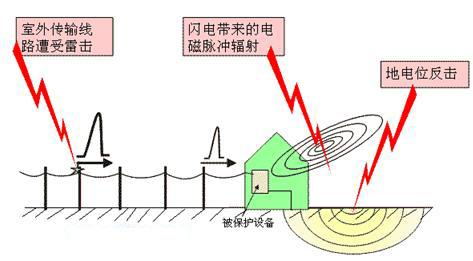 室外传输线
路遭受雷击
闪电带来的电
磁脉冲辐射
地电位反击
被保护设备